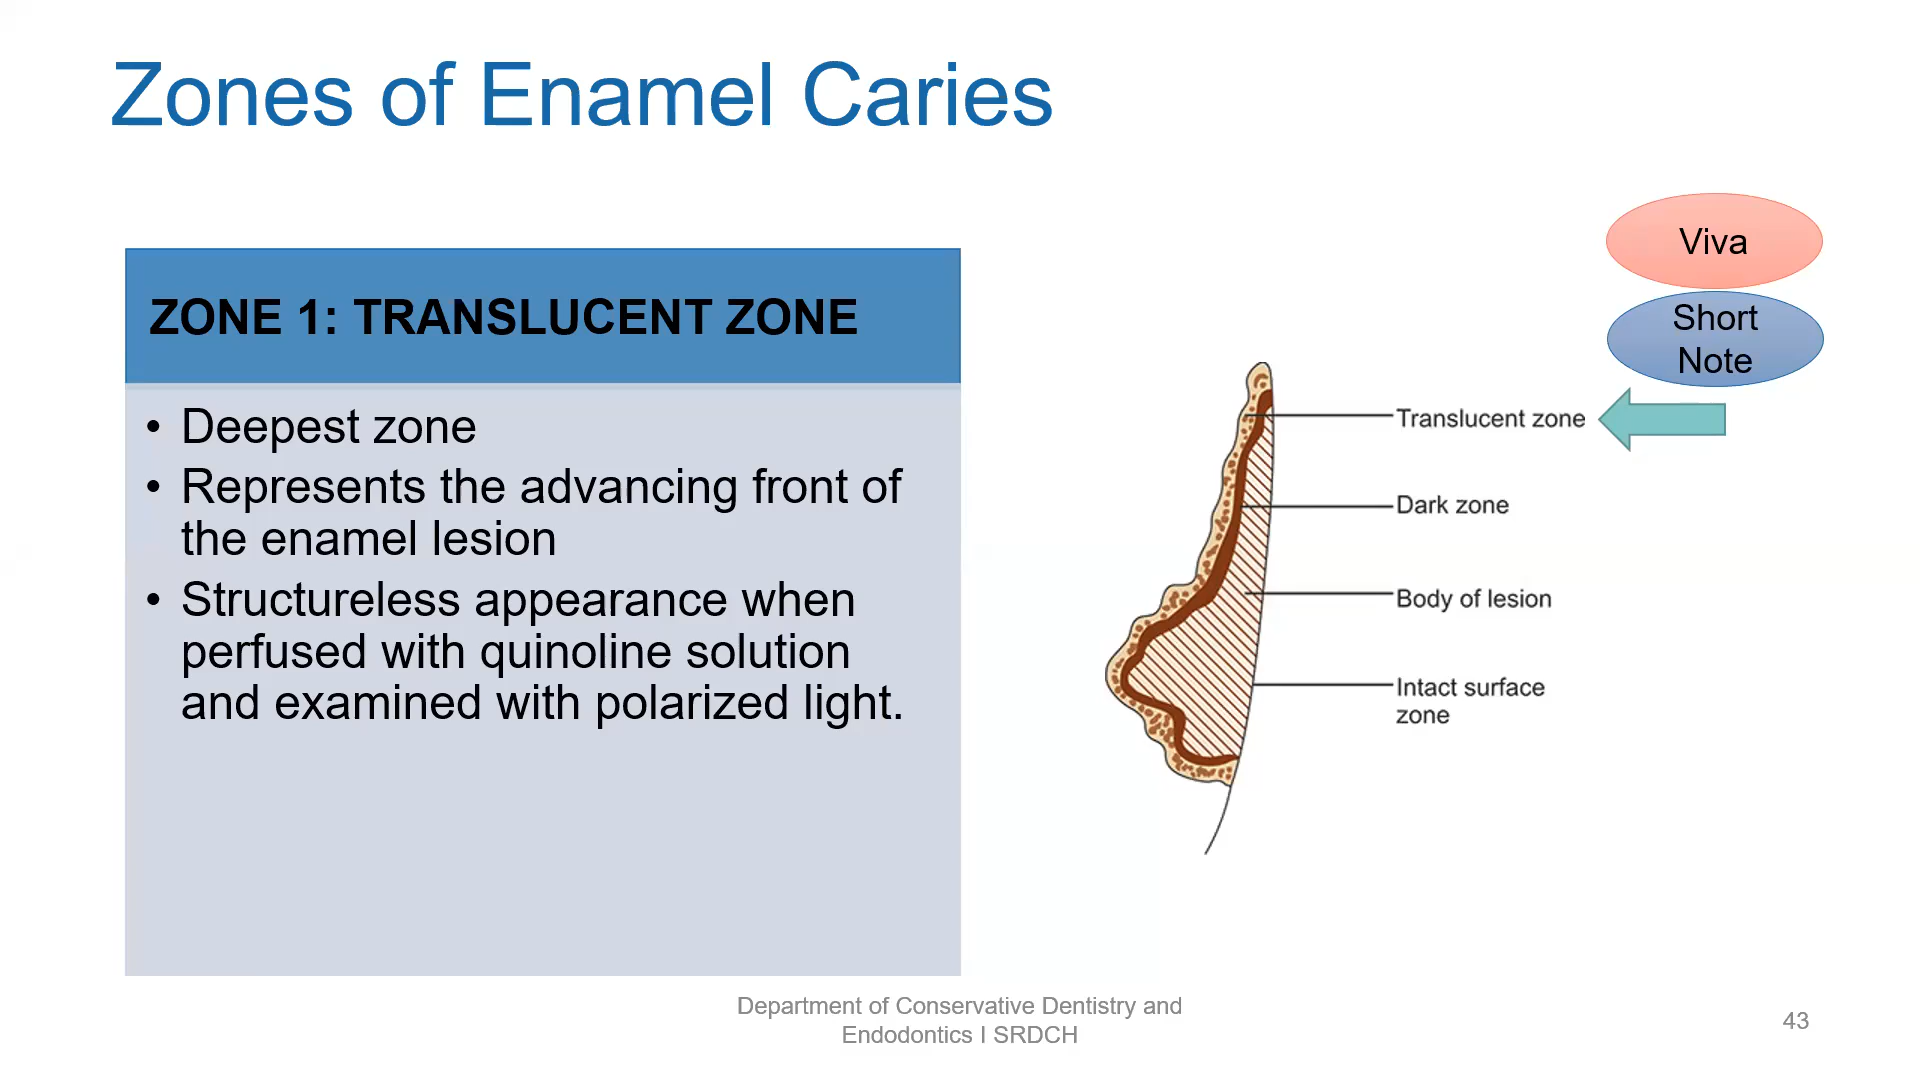 Zones of Enamel Caries
ZONE 1: TRANSLUCENT ZONE
• Deepest zone
• Represents the advancing front of
the enamel lesion
• Structureless appearance when
perfused with quinoline solution
and examined with polarized light.
Viva
Short
Note
Translucent zone
Dark zone
Body of lesion
Intact surface
zone
Department of Conservative Dentistry and
Endodontics I SRDCH
43